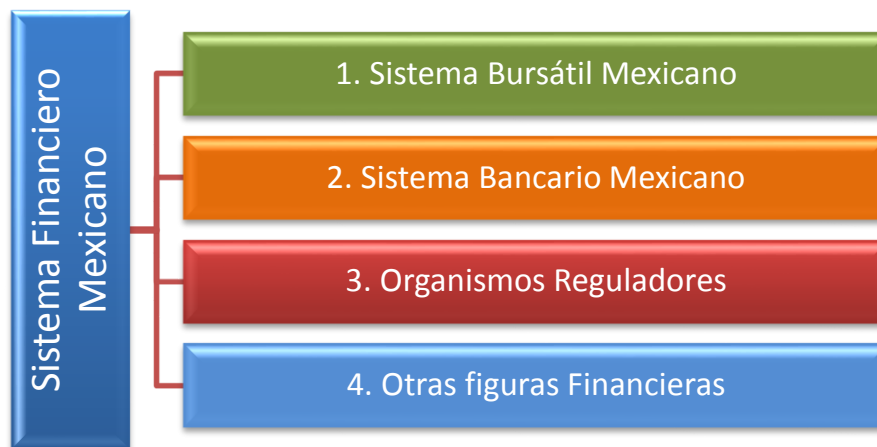 Sistema Financiero
Mexicano
1. Sistema Bursátil Mexicano
2. Sistema Bancario Mexicano
3. Organismos Reguladores
4. Otras figuras Financieras